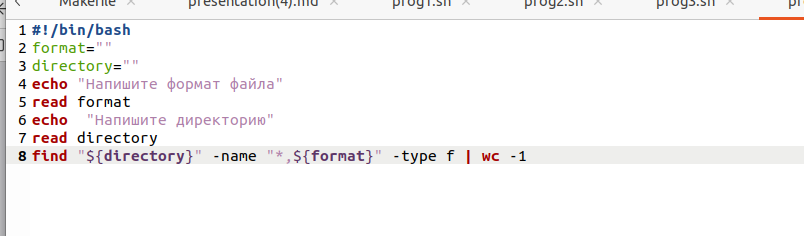 Makefile × presentation(4).md × prog1.sh × prog2.sh × prog3.sh ×
1 #!/bin/bash
2 format=""
3 directory=""
4 echo "Напишите формат файла"
5 read format
6 echo  "Напишите директорию"
7 read directory
8 find "${directory}" -name "*,${format}" -type f | wc -1